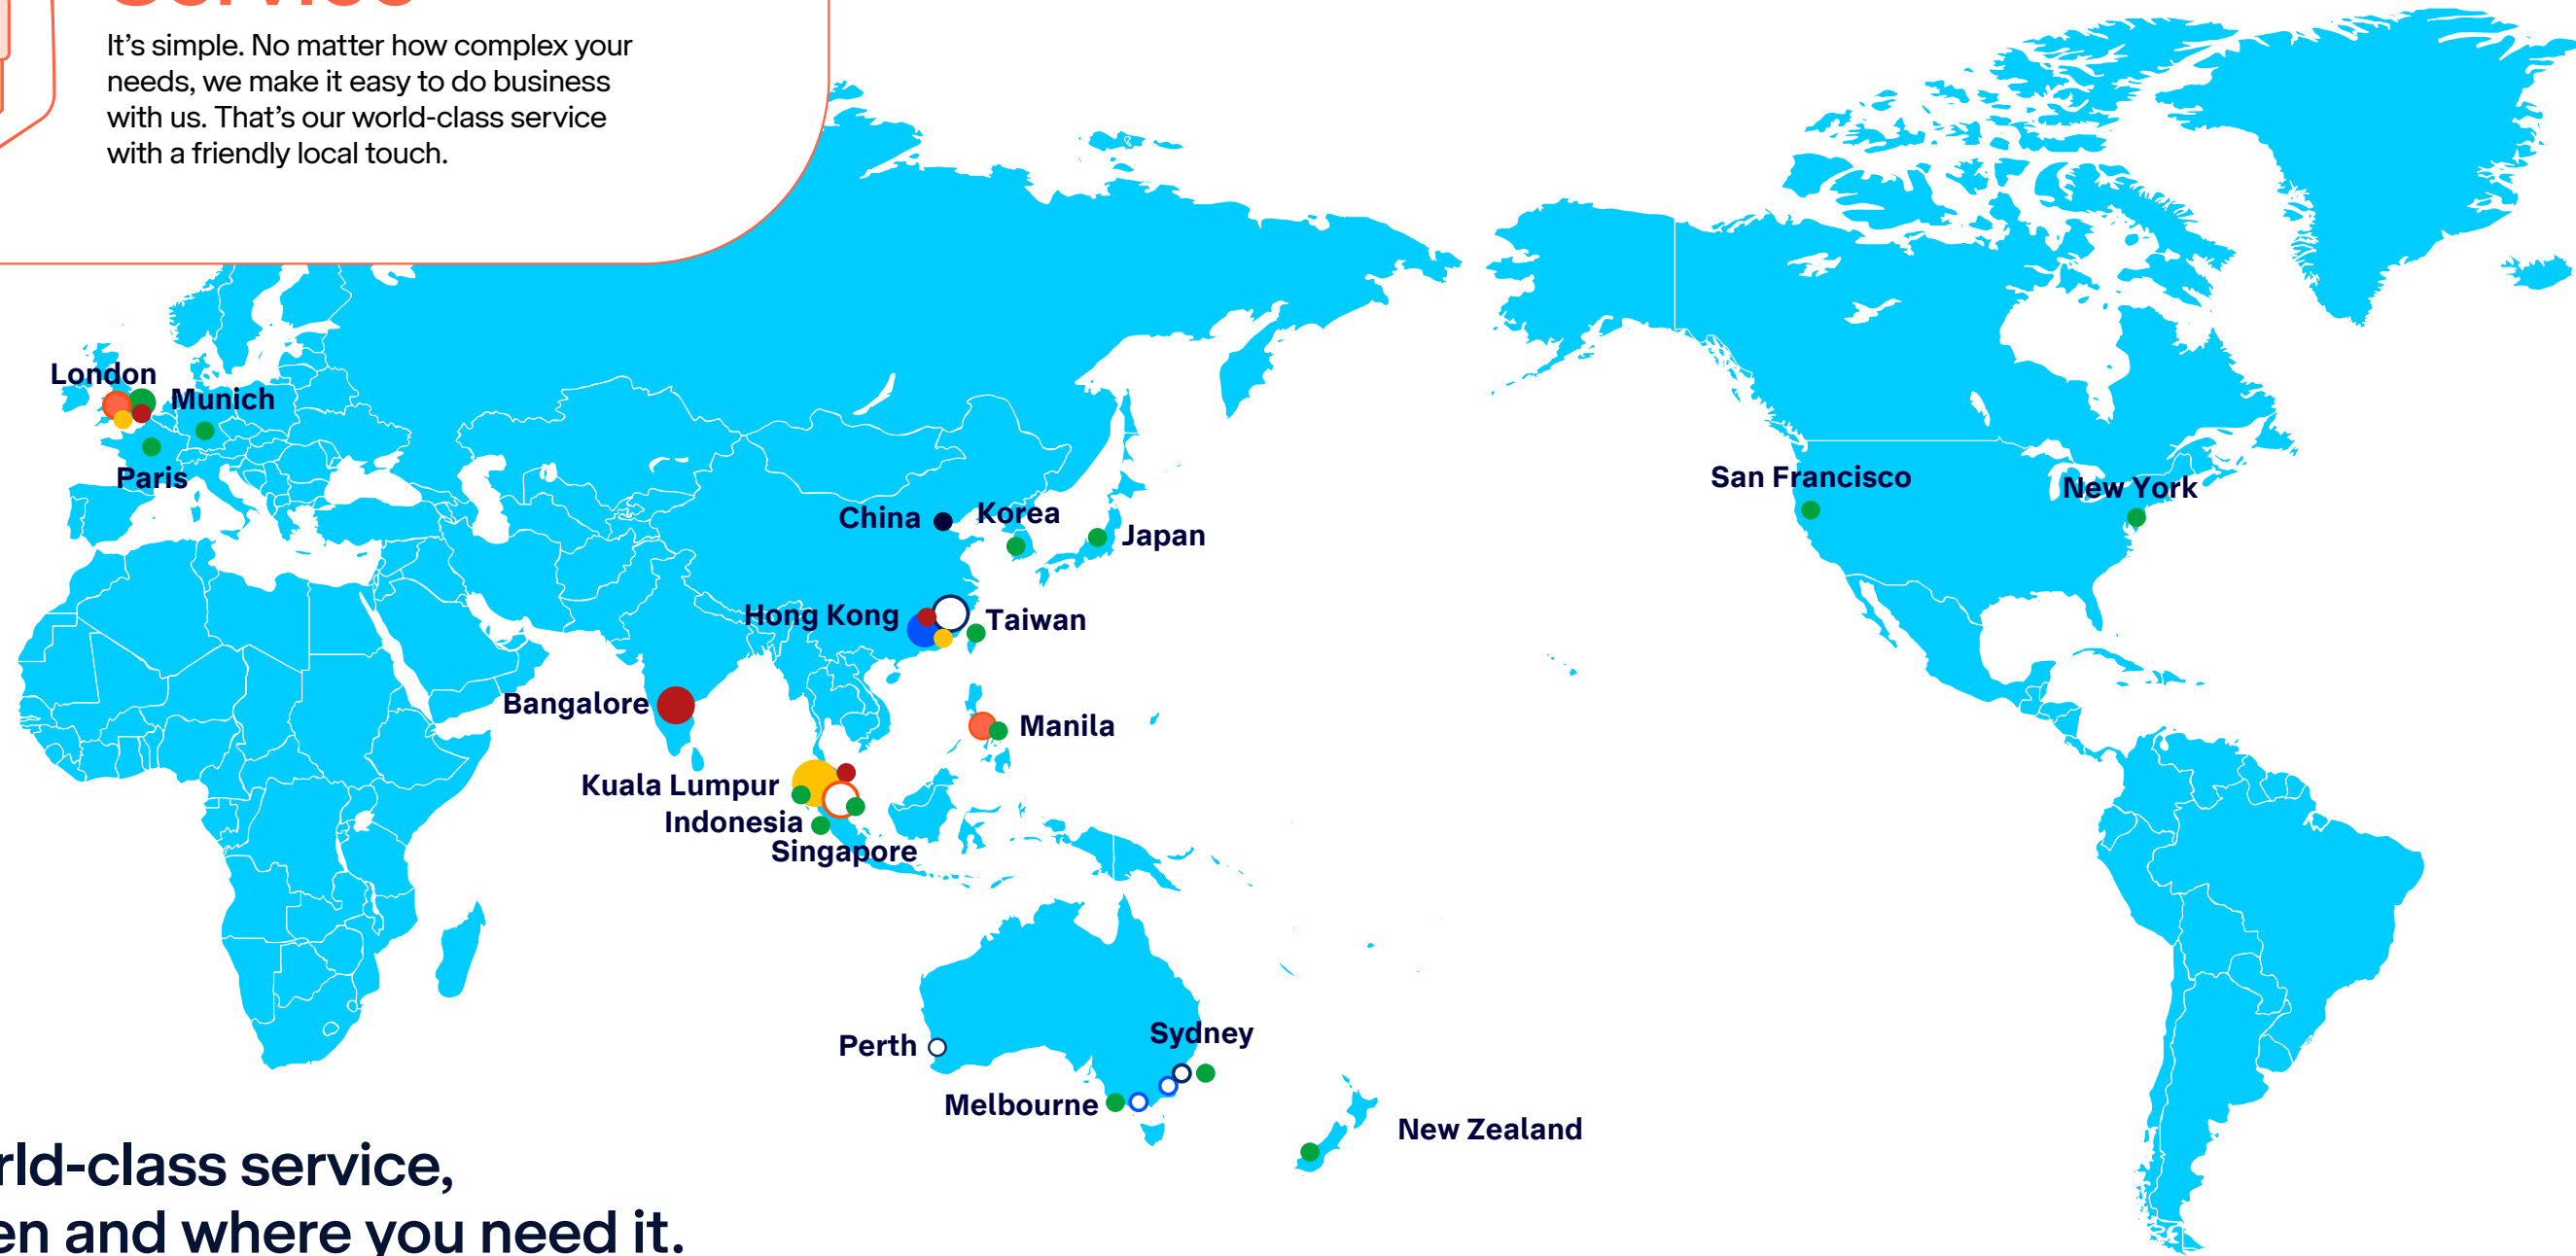 It’s simple. No matter how complex your
needs, we make it easy to do business
with us. That’s our world-class service
with a friendly local touch.
London
Munich
Paris
San Francisco
New York
China
Korea
Japan
Hong Kong
Taiwan
Bangalore
Manila
Kuala Lumpur
Indonesia
Singapore
Sydney
Perth
Melbourne
New Zealand
rld-class service,
en and where you need it.